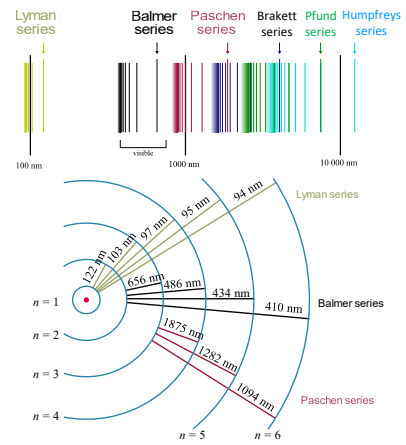 Lyman
series
Balmer
series
Paschen
series
Brakett
series
Pfund
series
Humpfreys
series
visible
100 nm
1000 nm
10 000 nm
94 nm
95 nm
97 nm
103 nm
122 nm
Lyman series
656 nm
486 nm
434 nm
410 nm
Balmer series
1875 nm
1282 nm
1094 nm
Paschen series
n = 1
n = 2
n = 3
n = 4
n = 5
n = 6